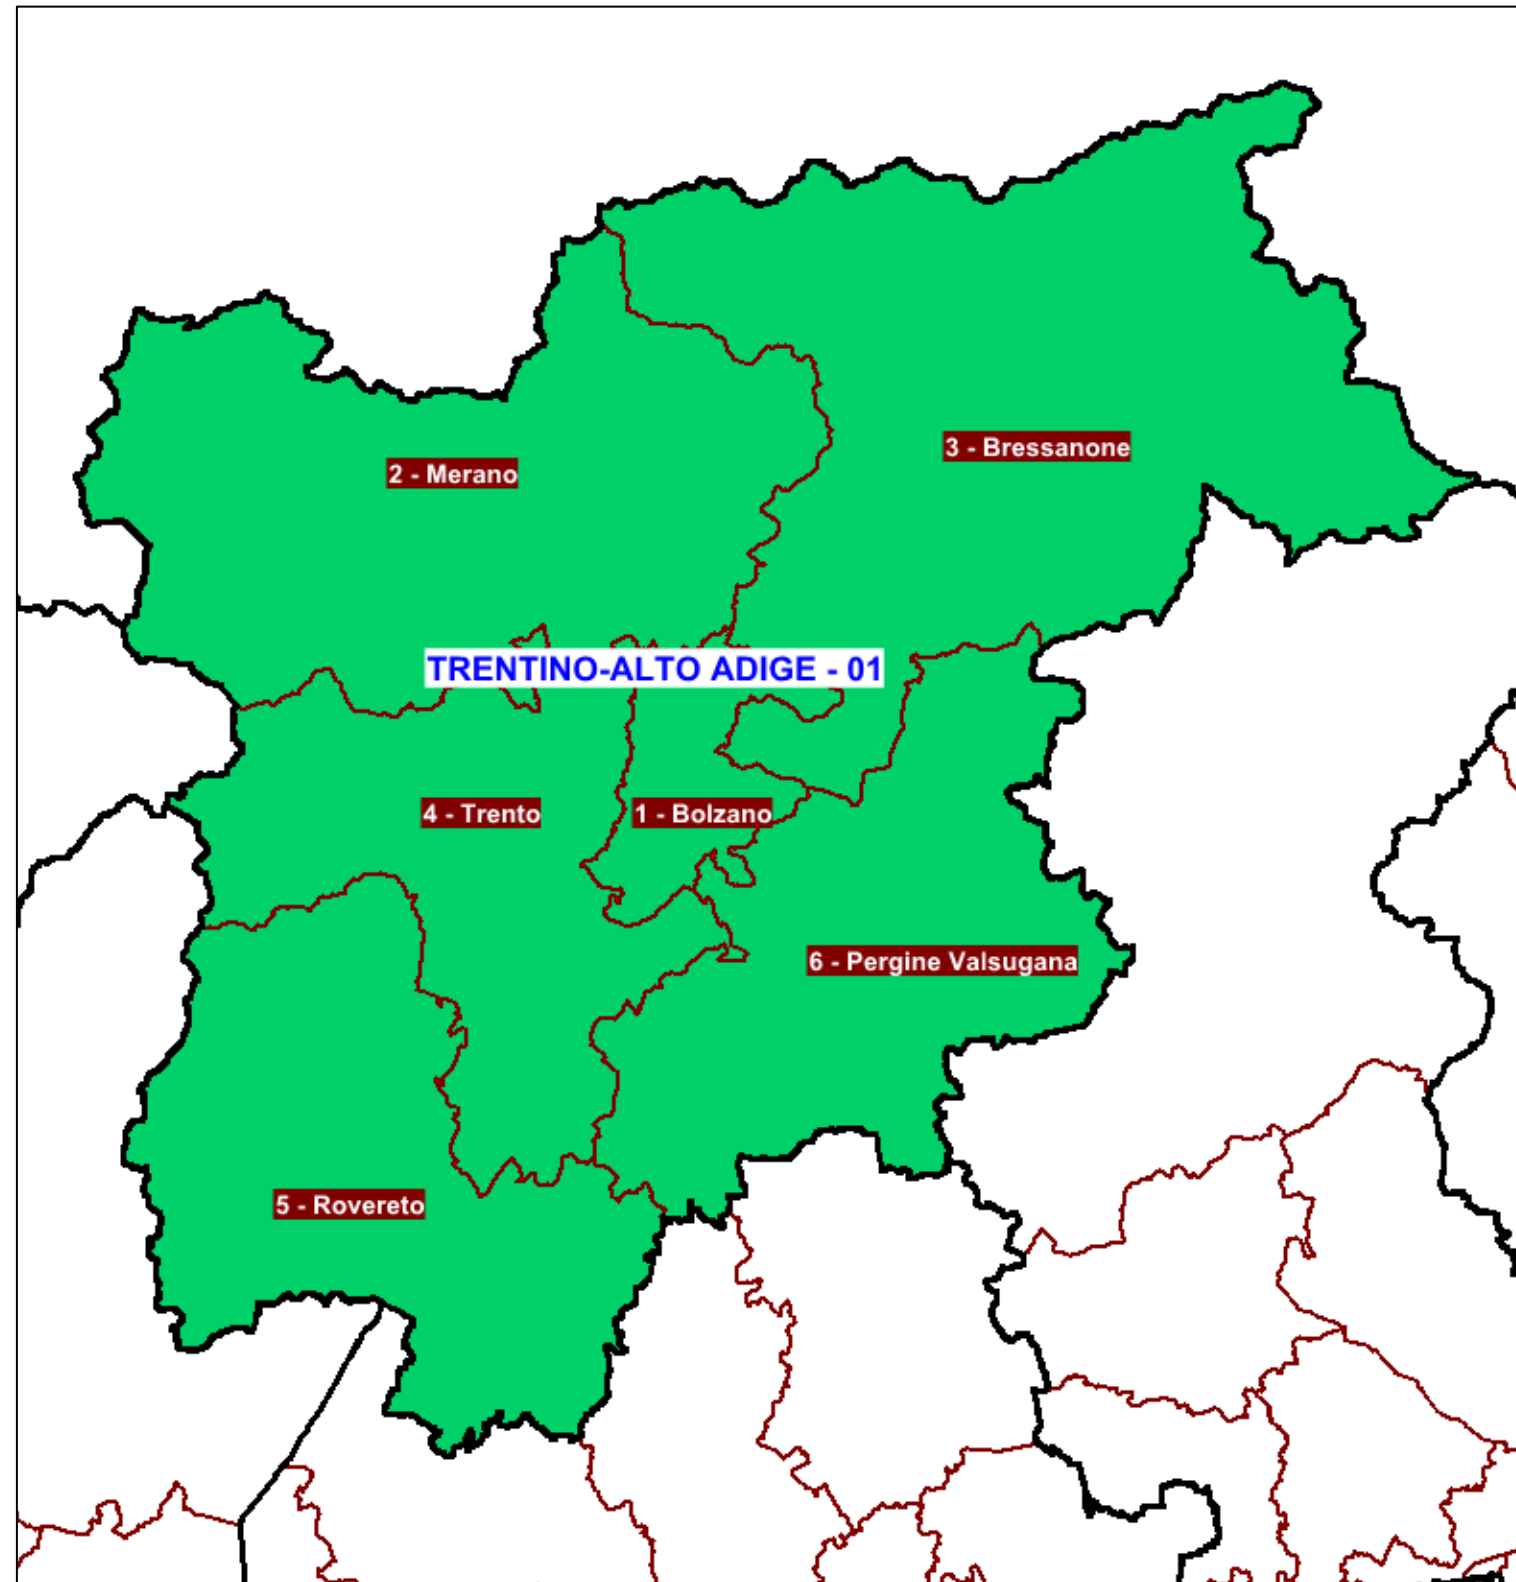 3 - Bressanone
2 - Merano
TRENTINO-ALTO ADIGE - 01
4 - Trento
1 - Bolzano
6 - Pergine Valsugana
5 - Rovereto